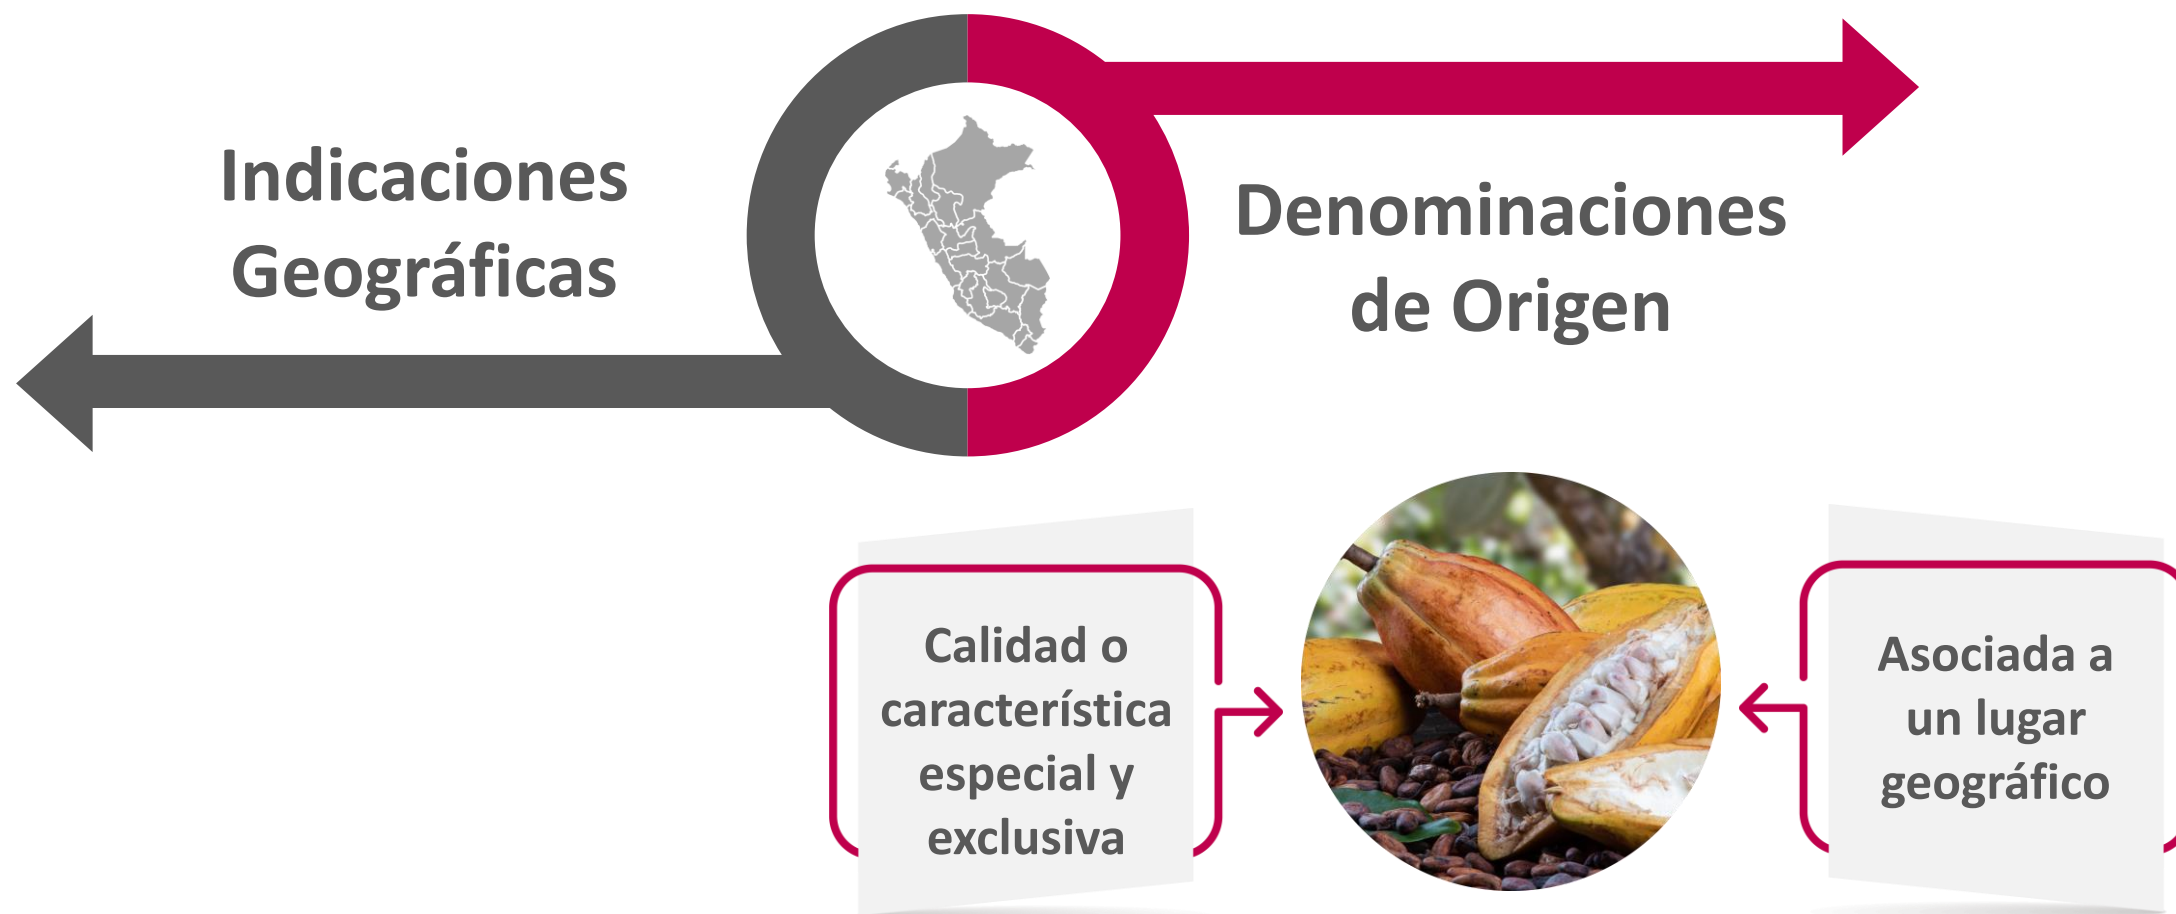 Indicaciones
Geográficas
Denominaciones
de Origen
Calidad o
característica
especial y
exclusiva
Asociada a
un lugar
geográfico